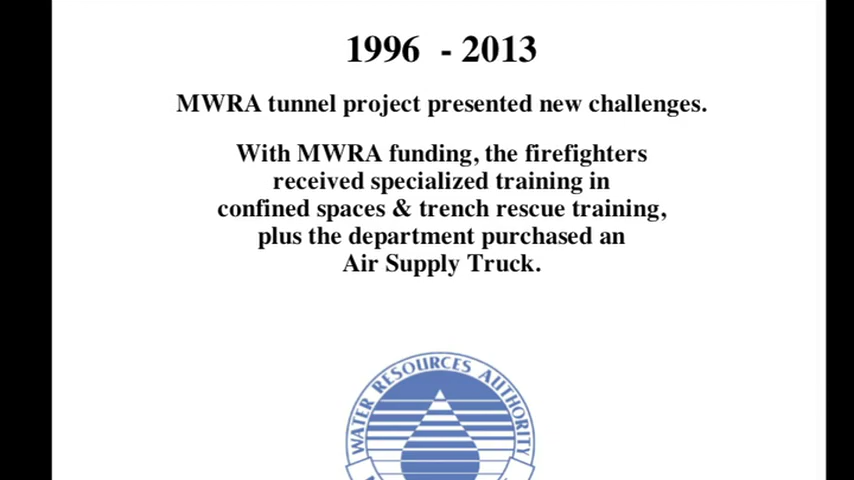 1996 - 2013
MWRA tunnel project presented new challenges.
With MWRA funding, the firefighters
received specialized training in
confined spaces & trench rescue training,
plus the department purchased an
Air Supply Truck.
WATER RESOURCES AUTHORITY